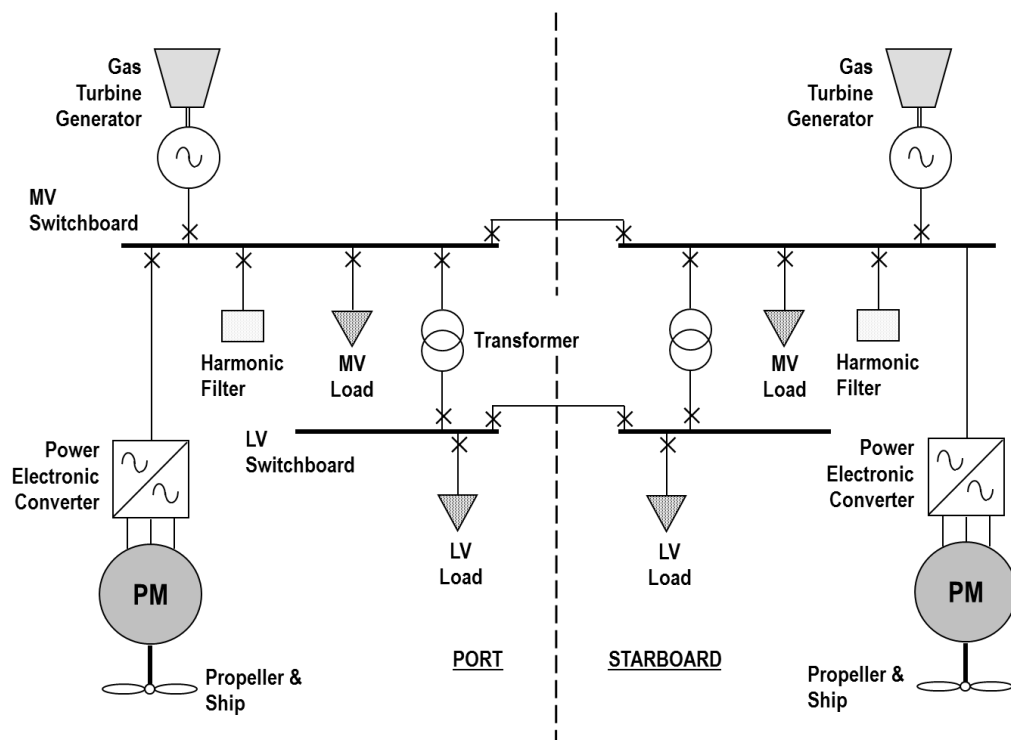 Gas
Turbine
Generator
Gas
Turbine
Generator
MV
Switchboard
Harmonic
Filter
MV
Load
Transformer
MV
Load
Harmonic
Filter
LV
Switchboard
Power
Electronic
Converter
Power
Electronic
Converter
LV
Load
LV
Load
PM
PM
PORT
STARBOARD
Propeller &
Ship
Propeller &
Ship